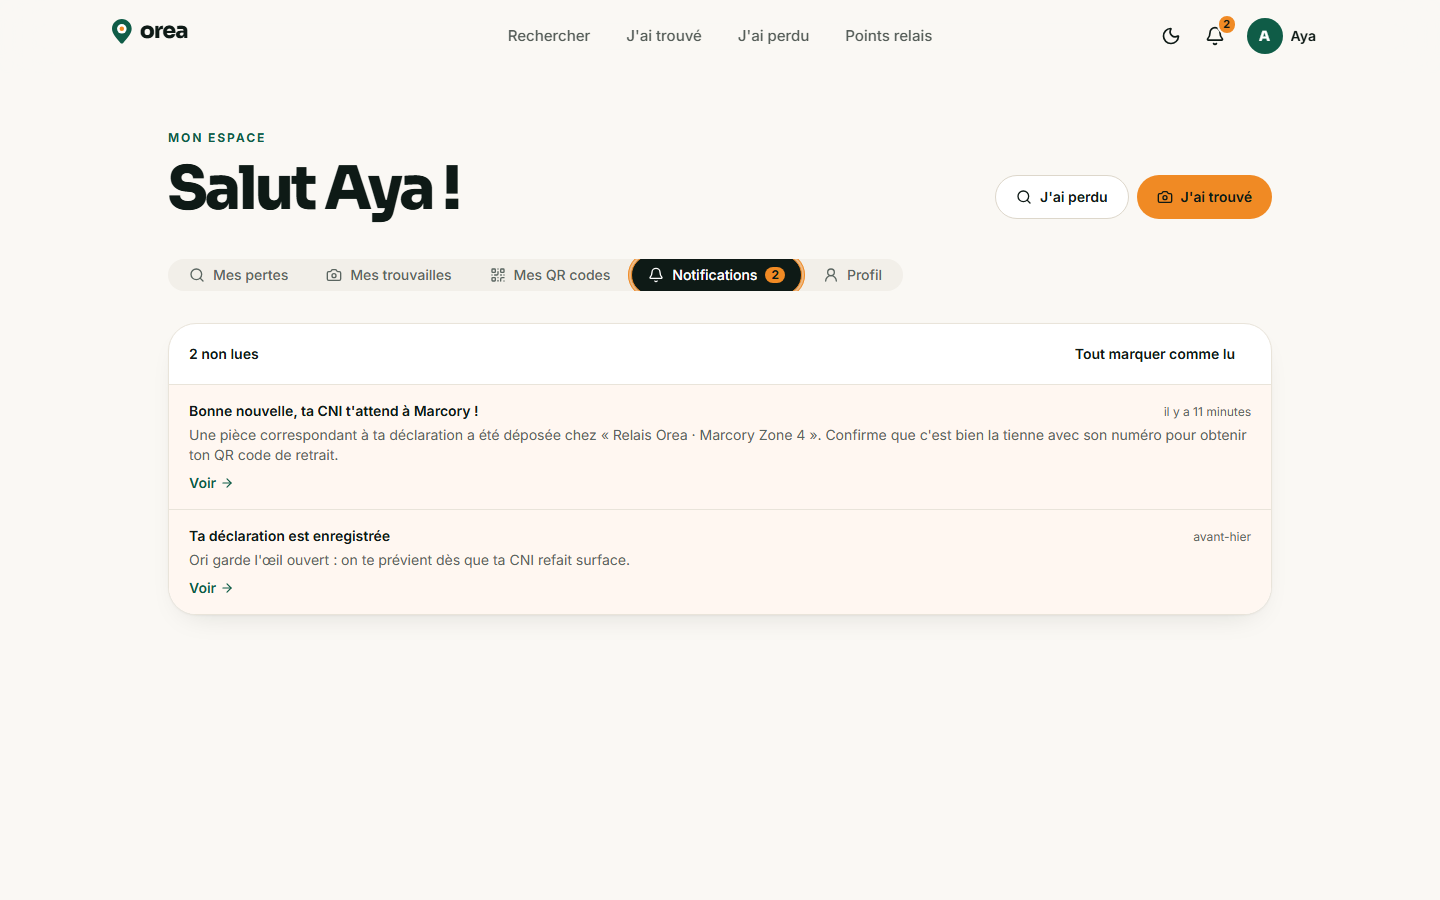 orea
Rechercher
J'ai trouvé
J'ai perdu
Points relais
2
A
Aya
MON ESPACE
Salut Aya !
J'ai perdu
J'ai trouvé
Mes pertes
Mes trouvailles
Mes QR codes
Notifications 2
Profil
2 non lues
Tout marquer comme lu
Bonne nouvelle, ta CNI t'attend à Marcory !
il y a 11 minutes
Une pièce correspondant à ta déclaration a été déposée chez « Relais Orea · Marcory Zone 4 ». Confirme que c'est bien la tienne avec son numéro pour obtenir
ton QR code de retrait.
Voir →
Ta déclaration est enregistrée
avant-hier
Ori garde l'œil ouvert : on te prévient dès que ta CNI refait surface.
Voir →